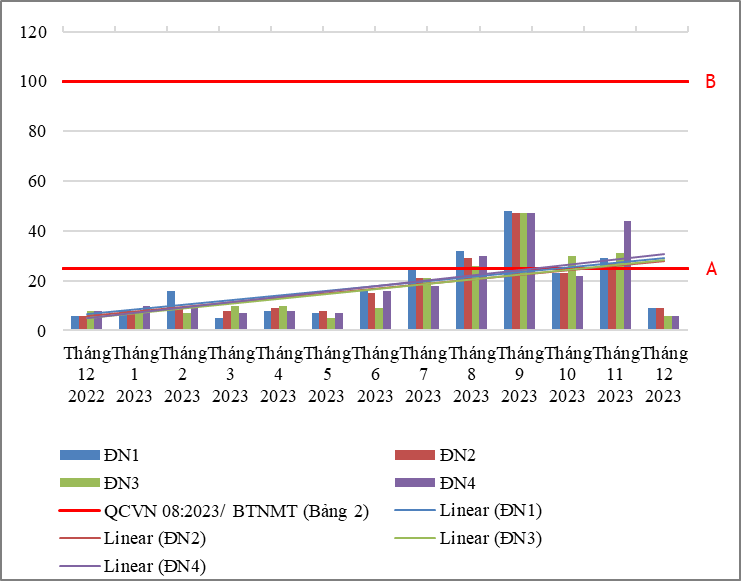 120
100
B
80
60
40
A
20
0
Tháng Tháng Tháng Tháng Tháng Tháng Tháng Tháng Tháng Tháng Tháng Tháng Tháng
12 1 2 3 4 5 6 7 8 9 10 11 12
2022 2023 2023 2023 2023 2023 2023 2023 2023 2023 2023 2023 2023
ĐN1 ĐN2
ĐN3 ĐN4
QCVN 08:2023/ BTNMT (Bảng 2) Linear (ĐN1)
Linear (ĐN2) Linear (ĐN3)
Linear (ĐN4)